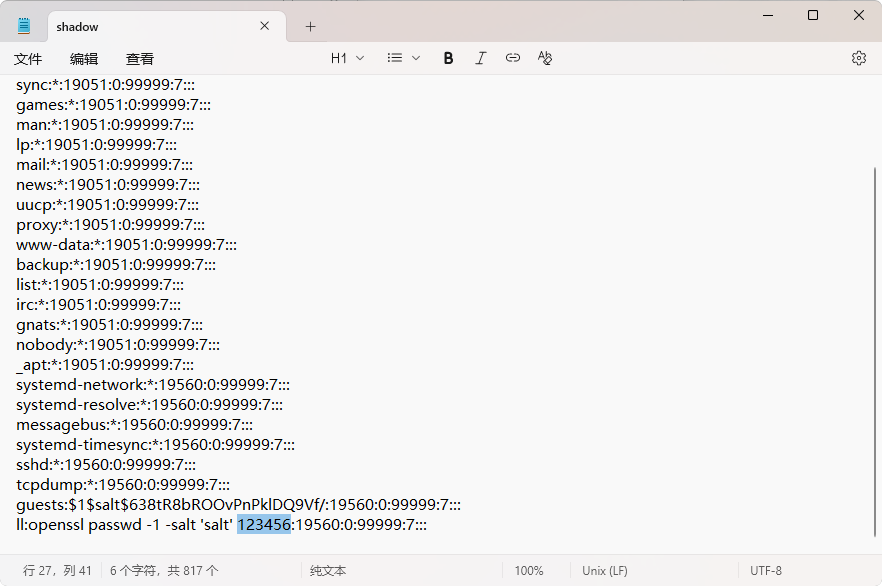 shadow
文件 编辑 查看 H1 B I
sync:*:19051:0:99999:7:::
games:*:19051:0:99999:7:::
man:*:19051:0:99999:7:::
lp:*:19051:0:99999:7:::
mail:*:19051:0:99999:7:::
news:*:19051:0:99999:7:::
uucp:*:19051:0:99999:7:::
proxy:*:19051:0:99999:7:::
www-data:*:19051:0:99999:7:::
backup:*:19051:0:99999:7:::
list:*:19051:0:99999:7:::
irc:*:19051:0:99999:7:::
gnats:*:19051:0:99999:7:::
nobody:*:19051:0:99999:7:::
_apt:*:19051:0:99999:7:::
systemd-network:*:19560:0:99999:7:::
systemd-resolve:*:19560:0:99999:7:::
messagebus:*:19560:0:99999:7:::
systemd-timesync:*:19560:0:99999:7:::
sshd:*:19560:0:99999:7:::
tcpdump:*:19560:0:99999:7:::
guests:$1$salt$638tR8bROOvPnPklDQ9Vf/:19560:0:99999:7:::
ll:openssl passwd -1 -salt 'salt' 123456:19560:0:99999:7:::
行 27，列 41 6 个字符，共 817 个 纯文本 100% Unix (LF) UTF-8